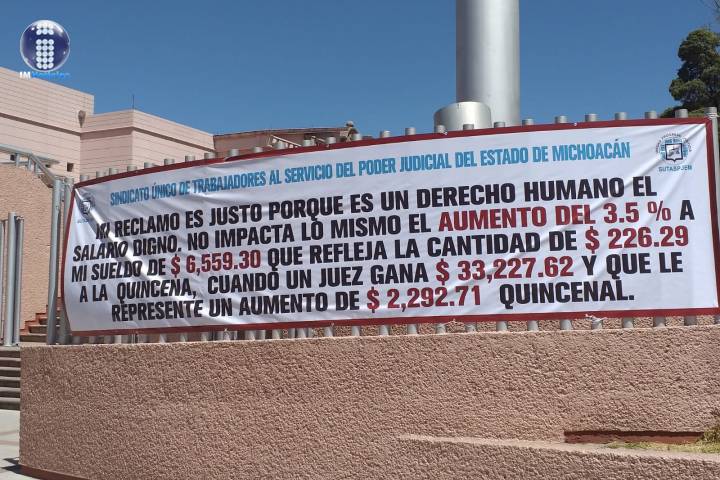 IMNoticias
SINDICATO ÚNICO DE TRABAJADORES AL SERVICIO DEL PODER JUDICIAL DEL ESTADO DE MICHOACÁN
SUTASPJEM
MI RECLAMO ES JUSTO PORQUE ES UN DERECHO HUMANO EL
SALARIO DIGNO. NO IMPACTA LO MISMO EL AUMENTO DEL 3.5 % A
MI SUELDO DE $ 6,559.30 QUE REFLEJA LA CANTIDAD DE $ 226.29
A LA QUINCENA, CUANDO UN JUEZ GANA $ 33,227.62 Y QUE LE
REPRESENTE UN AUMENTO DE $ 2,292.71 QUINCENAL.